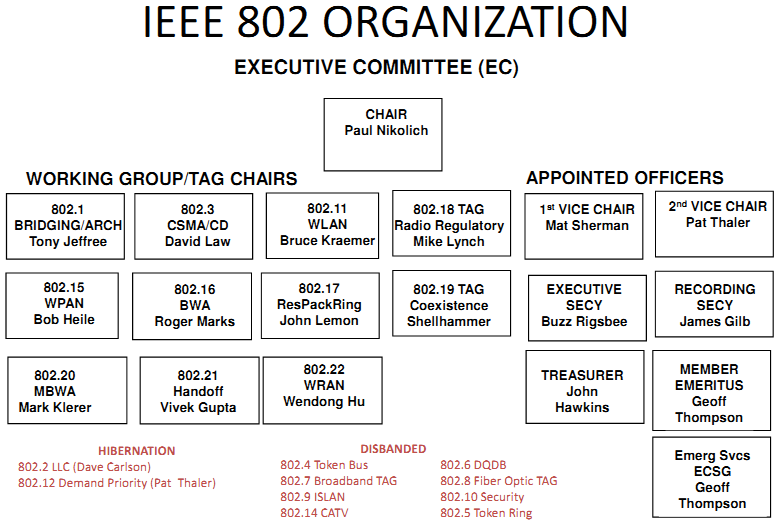 IEEE 802 ORGANIZATION
EXECUTIVE COMMITTEE (EC)
CHAIR
Paul Nikolich
WORKING GROUP/TAG CHAIRS
802.1
BRIDGING/ARCH
Tony Jeffree
802.3
CSMA/CD
David Law
802.11
WLAN
Bruce Kraemer
802.18 TAG
Radio Regulatory
Mike Lynch
802.15
WPAN
Bob Heile
802.16
BWA
Roger Marks
802.17
ResPackRing
John Lemon
802.19 TAG
Coexistence
Shellhammer
802.20
MBWA
Mark Klerer
802.21
Handoff
Vivek Gupta
802.22
WRAN
Wendong Hu
APPOINTED OFFICERS
1st VICE CHAIR
Mat Sherman
2nd VICE CHAIR
Pat Thaler
EXECUTIVE
SECY
Buzz Rigsbee
RECORDING
SECY
James Gilb
TREASURER
John
Hawkins
MEMBER
EMERITUS
Geoff
Thompson
Emerg Svcs
ECSG
Geoff
Thompson
HIBERNATION
802.2 LLC (Dave Carlson)
802.12 Demand Priority (Pat Thaler)
DISBANDED
802.4 Token Bus
802.7 Broadband TAG
802.9 ISLAN
802.14 CATV
802.6 DQDB
802.8 Fiber Optic TAG
802.10 Security
802.5 Token Ring